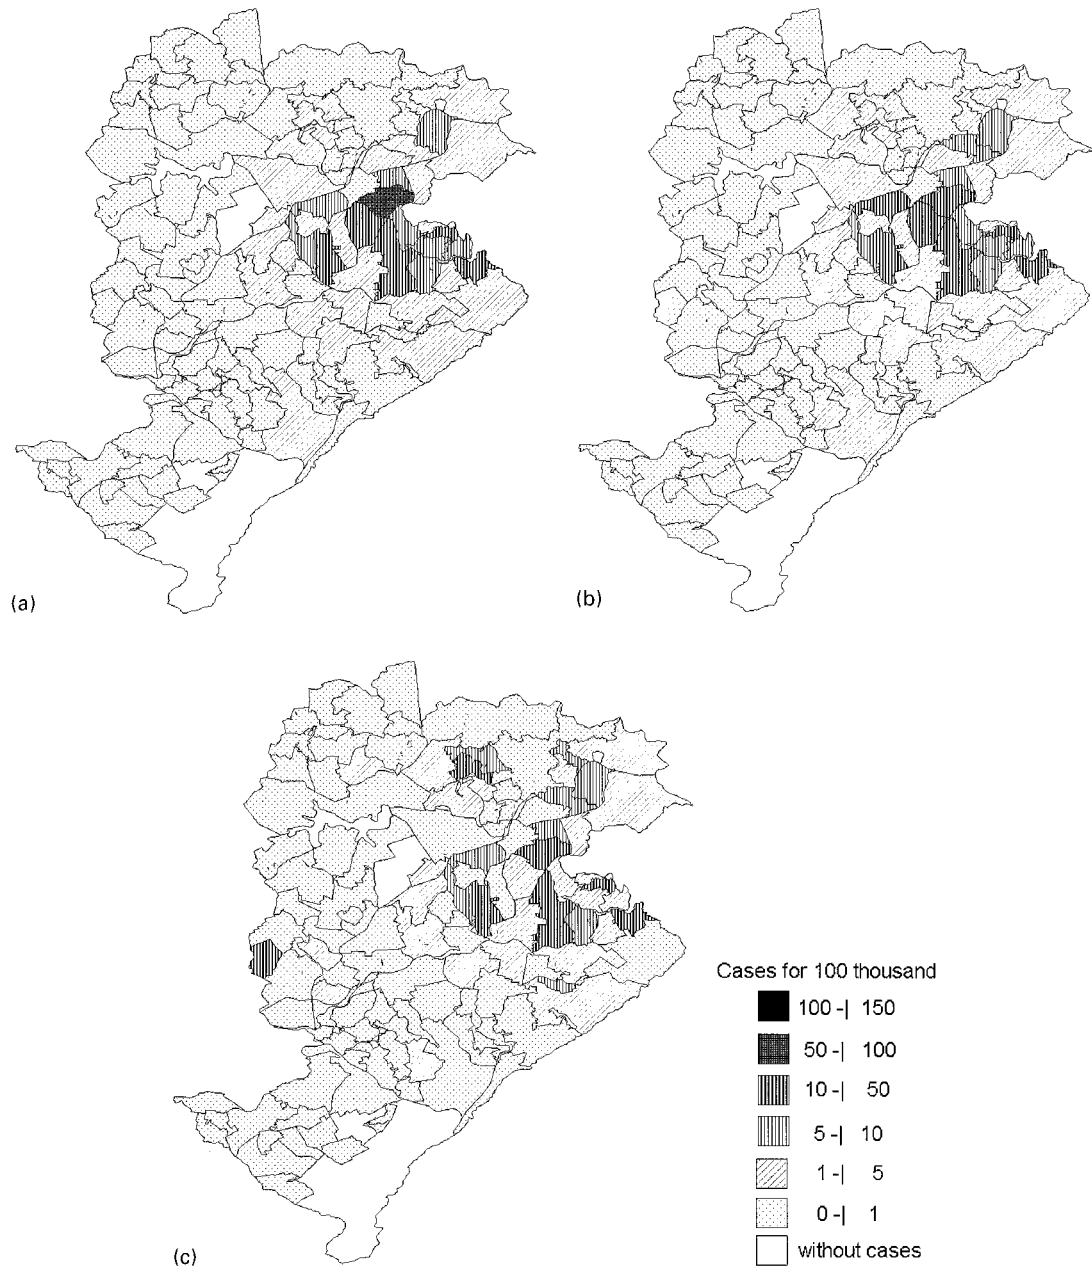 (a)
(b)
Cases for 100 thousand
100 -| 150
50 -| 100
10 -| 50
5 -| 10
1 -| 5
0 -| 1
without cases
(c)